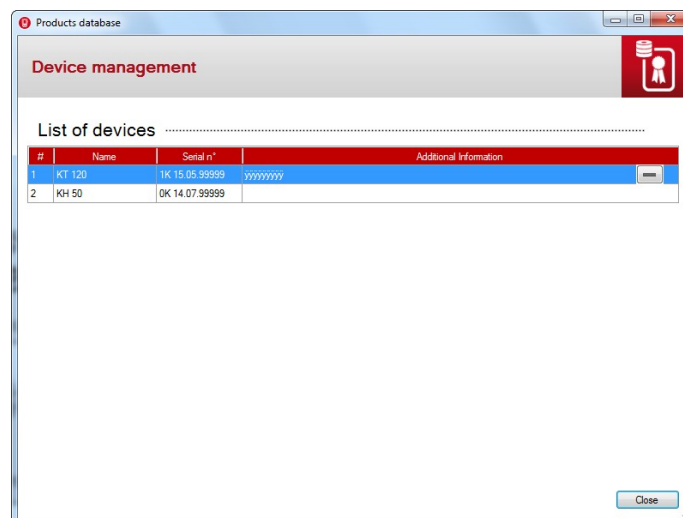 Products database
Device management
List of devices
# Name Serial n° Additional Information
1 KT 120 1K 15.05.99999 ÿÿÿÿÿÿÿÿÿ
2 KH 50 0K 14.07.99999
Close